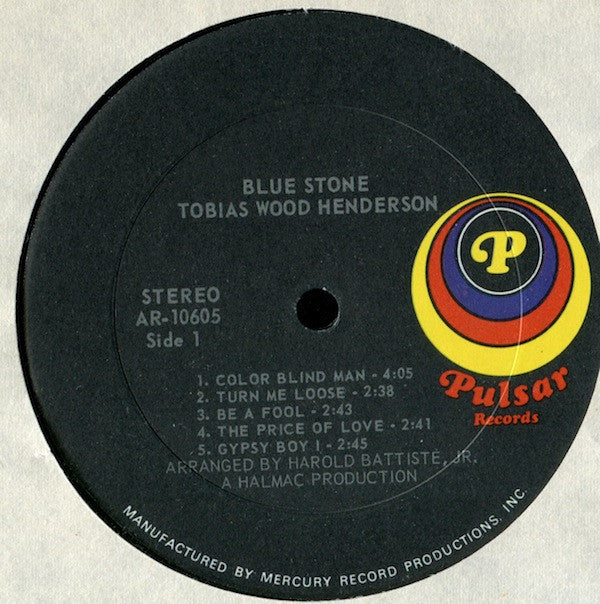 BLUE STONE
TOBIAS WOOD HENDERSON
P
STEREO
AR-10605
Side 1
Pulsar
Records
1. COLOR BLIND MAN - 4:05
2. TURN ME LOOSE - 2:38
3. BE A FOOL - 2:43
4. THE PRICE OF LOVE - 2:41
5. GYPSY BOY I - 2:45
ARRANGED BY HAROLD BATTISTE, JR.
A HALMAC PRODUCTION
MANUFACTURED BY MERCURY RECORD PRODUCTIONS, INC.